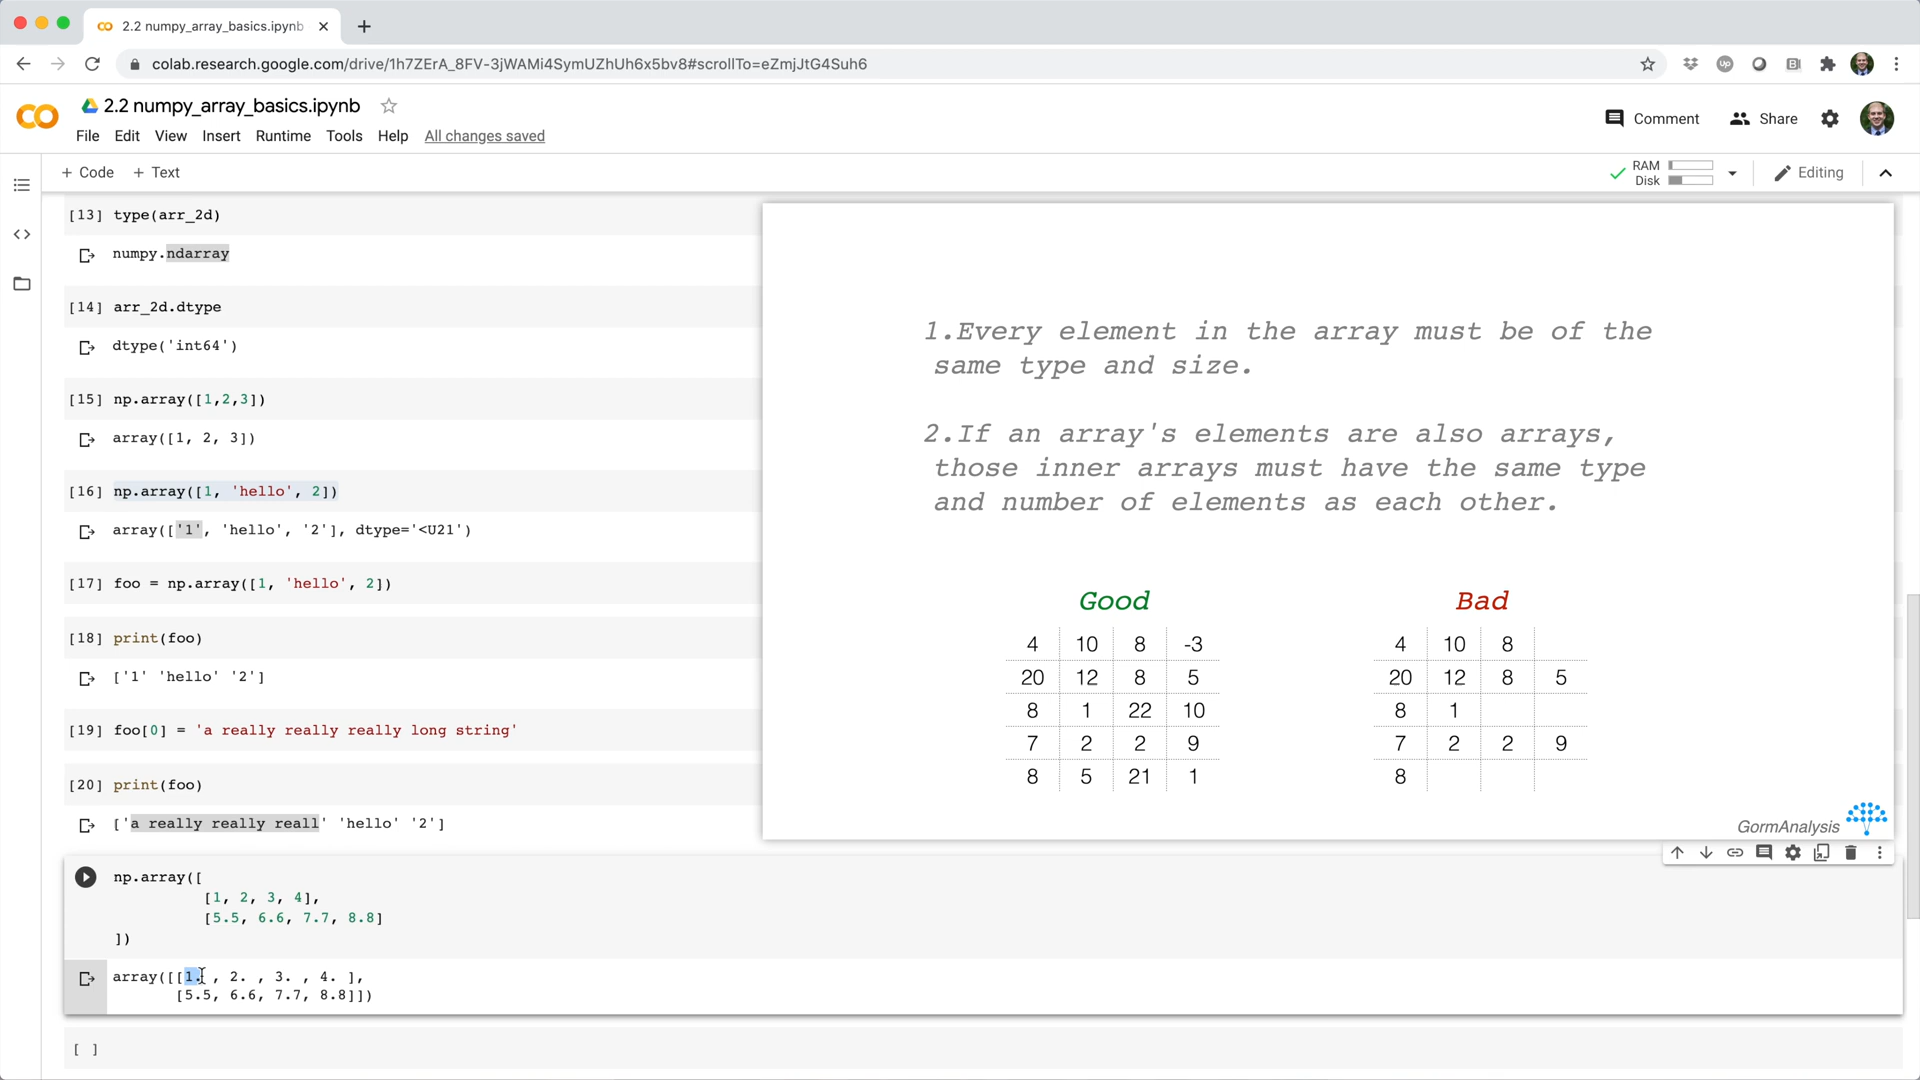 2.2 numpy_array_basics.ipynb
colab.research.google.com/drive/1h7ZErA_8FV-3jWAMi4SymUZhUh6x5bv8#scrollTo=eZmjJtG4Suh6
2.2 numpy_array_basics.ipynb
File Edit View Insert Runtime Tools Help All changes saved
Comment Share
+ Code + Text
RAM
Disk
Editing
[13] type(arr_2d)
numpy.ndarray
[14] arr_2d.dtype
dtype('int64')
[15] np.array([1,2,3])
array([1, 2, 3])
[16] np.array([1, 'hello', 2])
array(['1', 'hello', '2'], dtype='<U21')
[17] foo = np.array([1, 'hello', 2])
[18] print(foo)
['1' 'hello' '2']
[19] foo[0] = 'a really really really long string'
[20] print(foo)
['a really really reall' 'hello' '2']
np.array([
[1, 2, 3, 4],
[5.5, 6.6, 7.7, 8.8]
])
array([[1. , 2. , 3. , 4. ],
[5.5, 6.6, 7.7, 8.8]])
[ ]
1.Every element in the array must be of the
same type and size.
2.If an array's elements are also arrays,
those inner arrays must have the same type
and number of elements as each other.
Good
4 10 8 -3
20 12 8 5
8 1 22 10
7 2 2 9
8 5 21 1
Bad
4 10 8
20 12 8 5
8 1
7 2 2 9
8
GormAnalysis